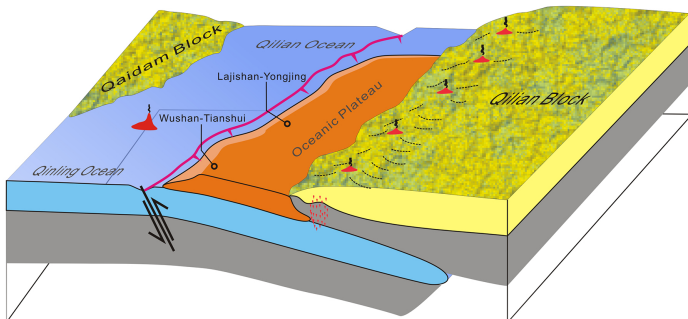 Qaidam Block
Qilian Ocean
Lajishan-Yongjing
Wushan-Tianshui
Oceanic Plateau
Qilian Block
Qinling Ocean